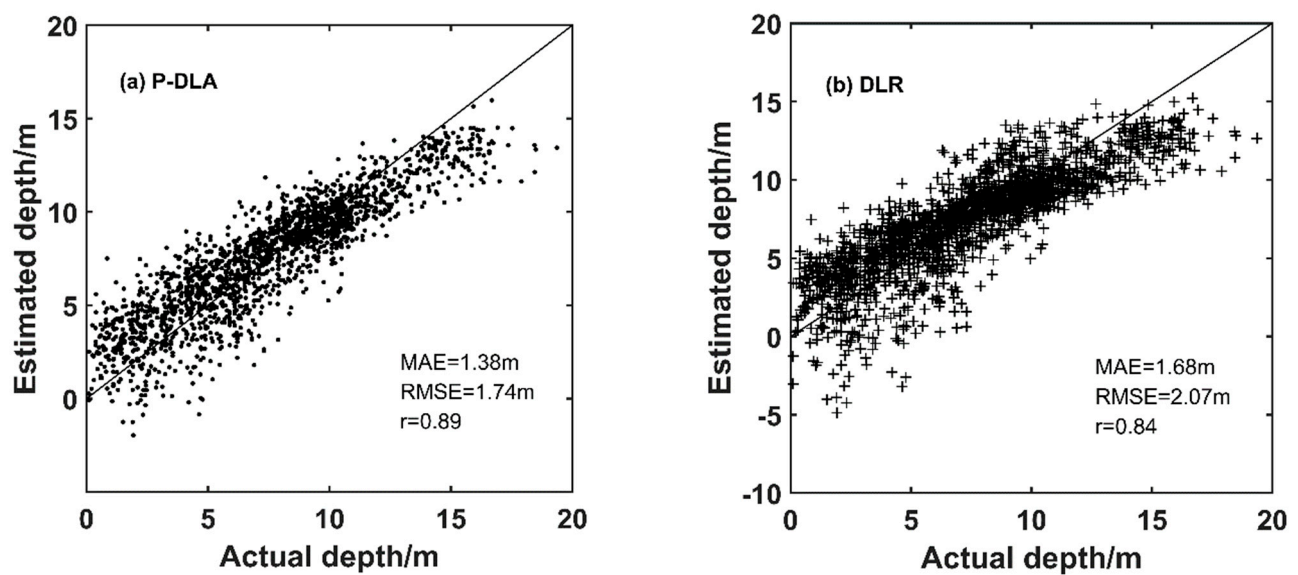 20
15
10
5
0
Estimated depth/m
(a) P-DLA
MAE=1.38m
RMSE=1.74m
r=0.89
0 5 10 15 20
Actual depth/m
20
15
10
5
0
-5
-10
Estimated depth/m
(b) DLR
MAE=1.68m
RMSE=2.07m
r=0.84
0 5 10 15 20
Actual depth/m